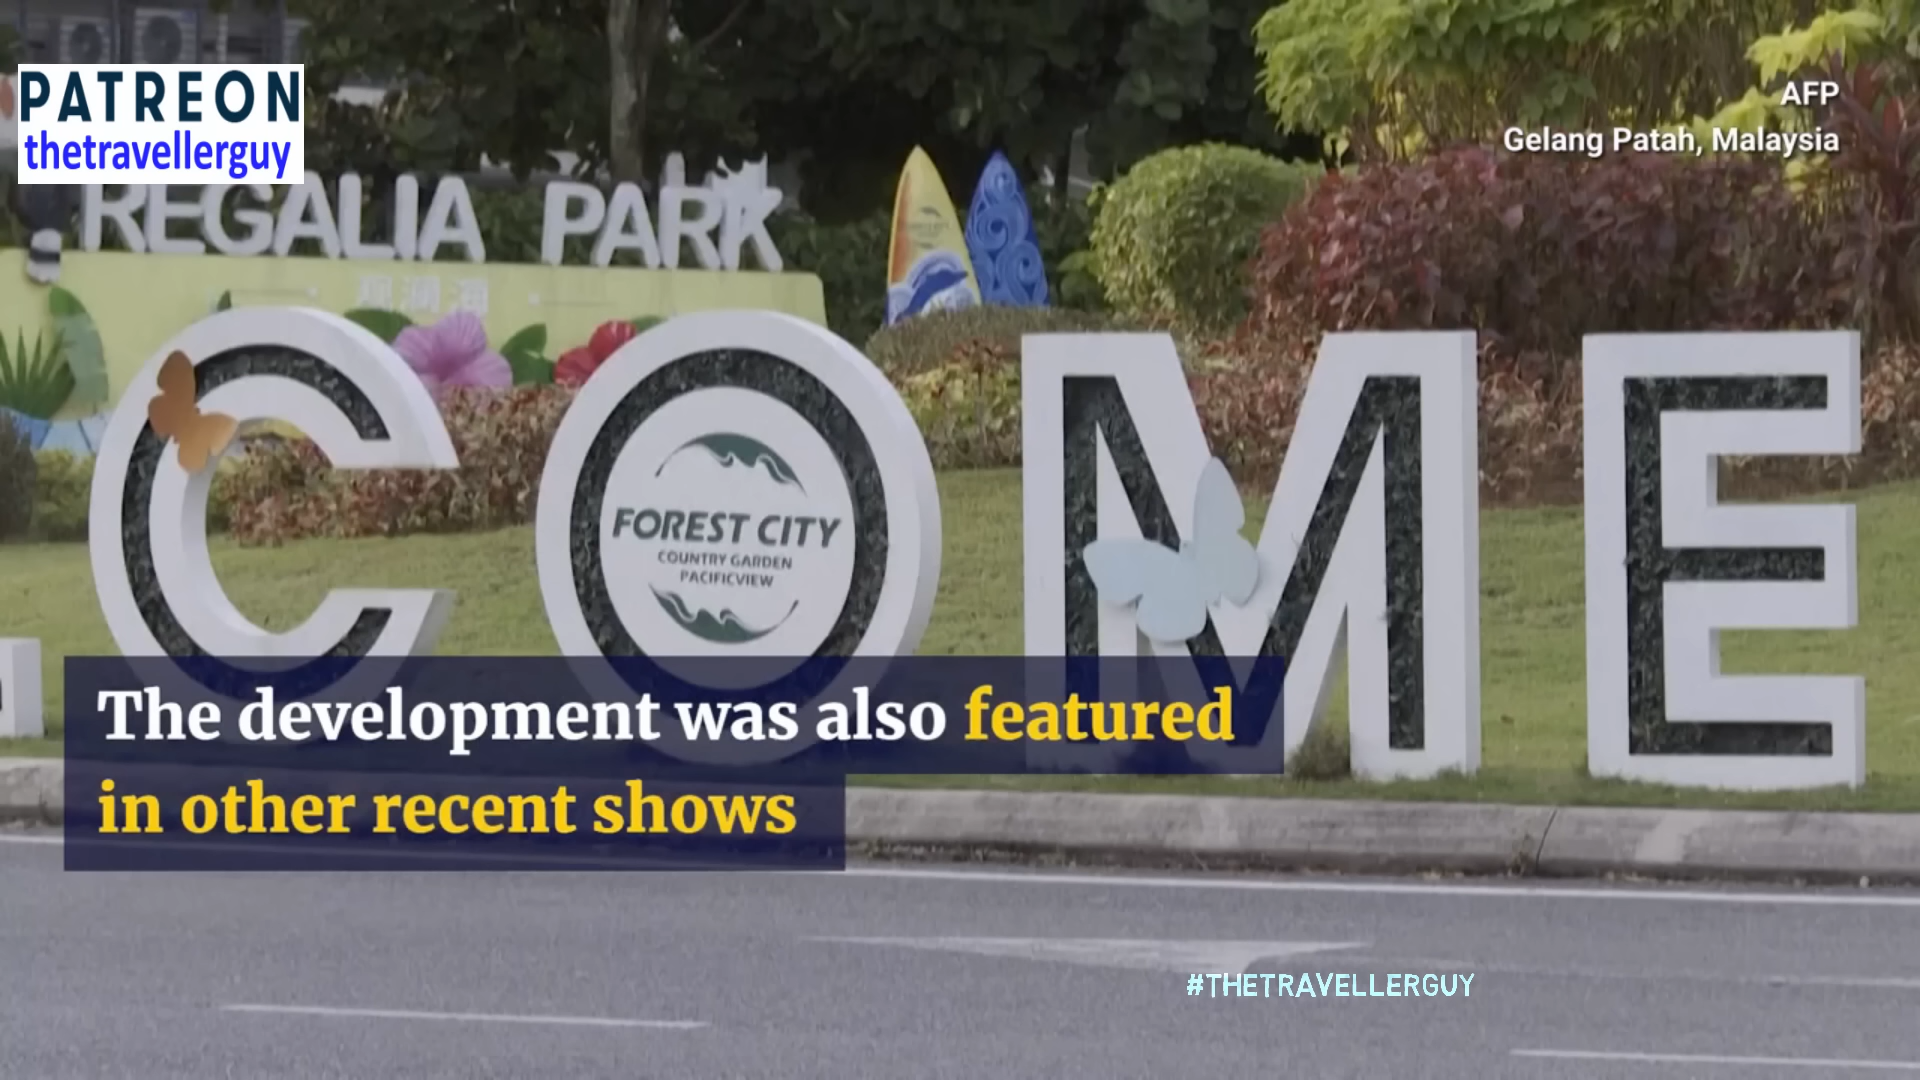 PATREON
thetravellerguy
AFP
Gelang Patah, Malaysia
REGALIA PARK
COME
FOREST CITY
COUNTRY GARDEN
PACIFICVIEW
The development was also featured
in other recent shows
#THETRAVELLERGUY